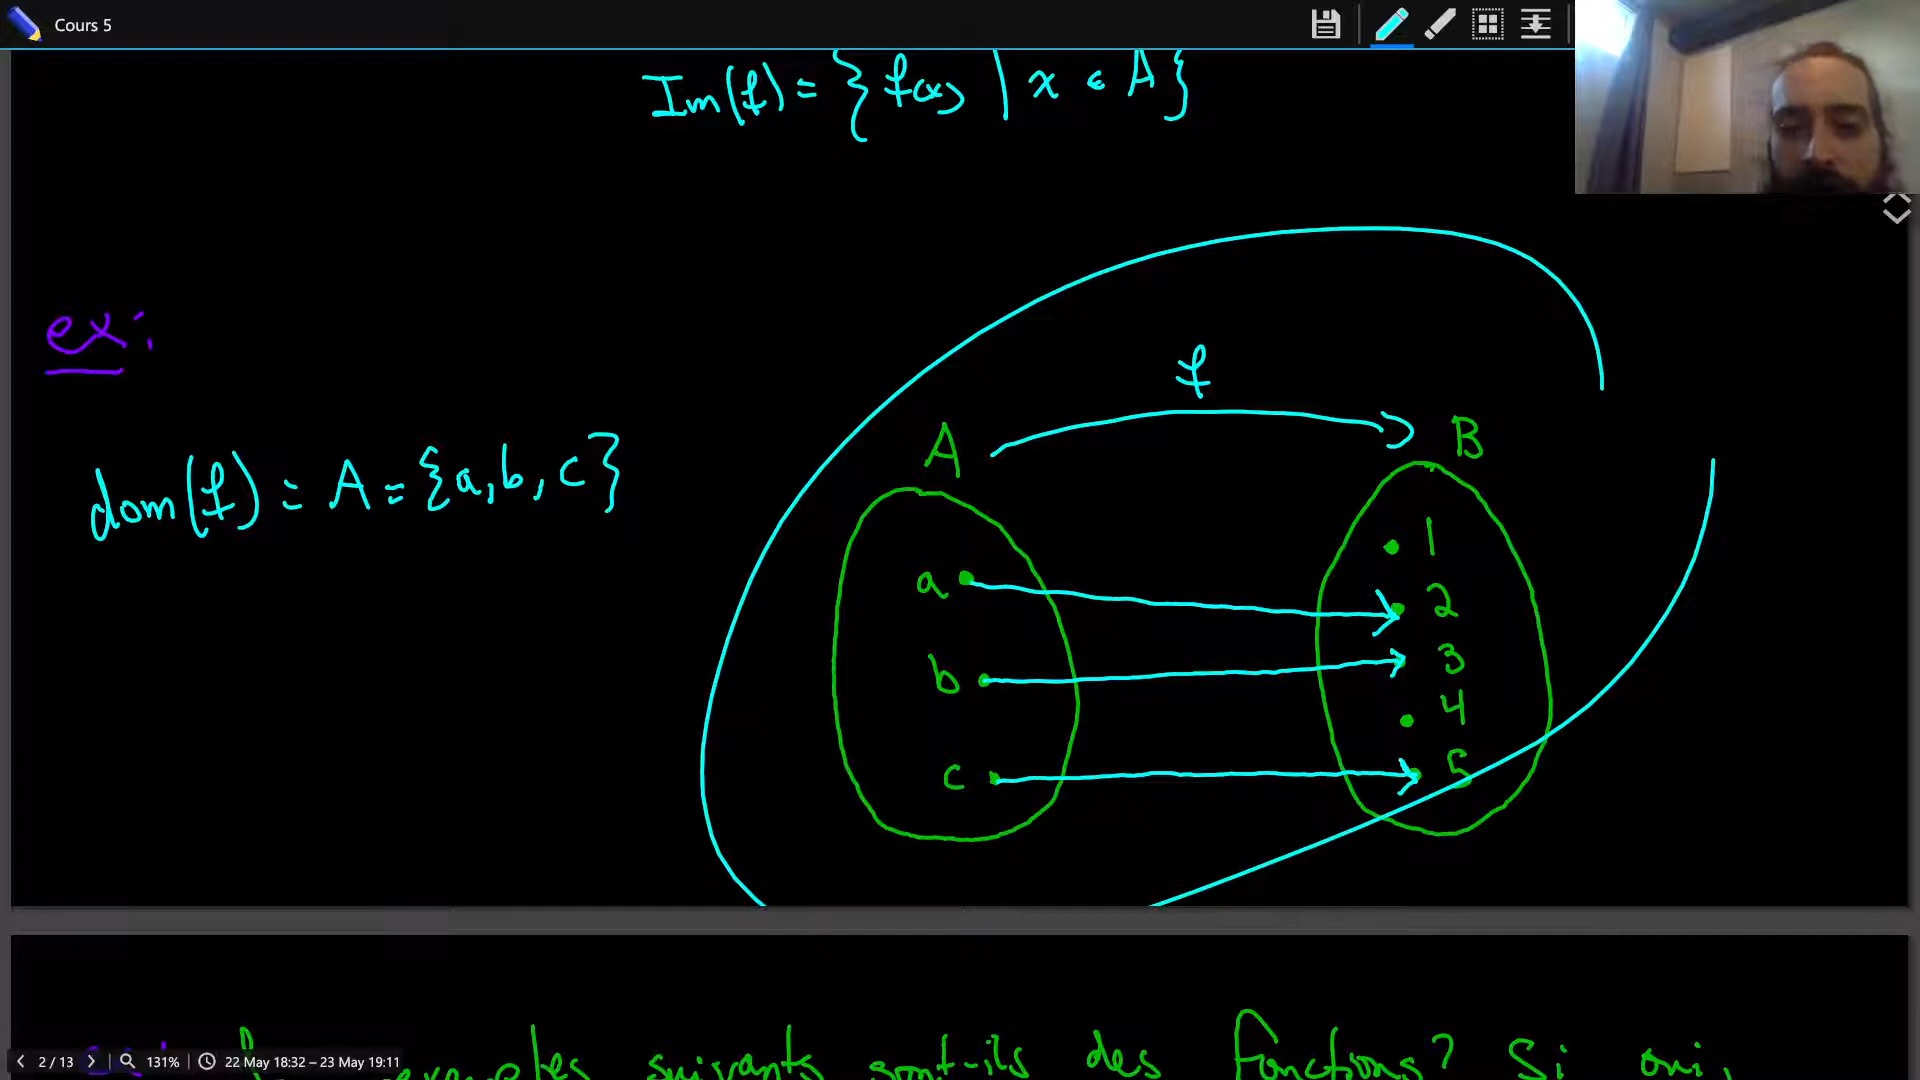 Cours 5
Im(f) = {f(x) | x ∈ A}
ex:
f
A
B
dom(f) = A = {a, b, c}
1
a
2
b
3
4
c
5
exemples suivants sont-ils des fonctions? Si oui,
2 / 13
131%
22 May 18:32 – 23 May 19:11